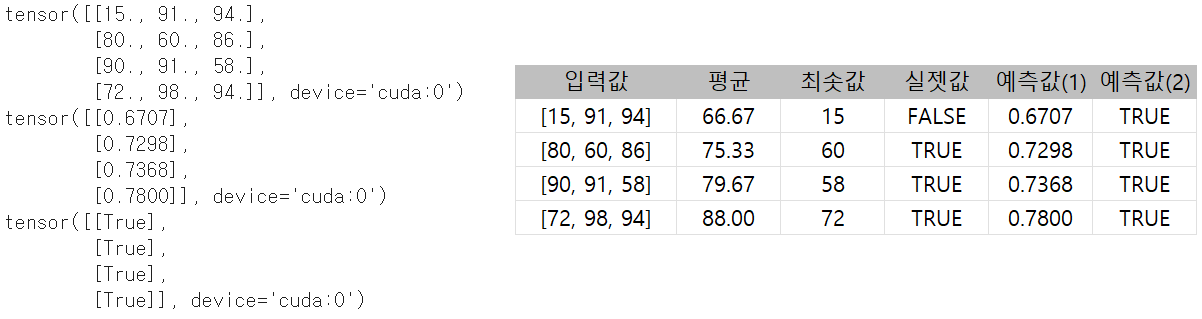 tensor([[15., 91., 94.],
        [80., 60., 86.],
        [90., 91., 58.],
        [72., 98., 94.]], device='cuda:0')
tensor([[0.6707],
        [0.7298],
        [0.7368],
        [0.7800]], device='cuda:0')
tensor([[True],
        [True],
        [True],
        [True]], device='cuda:0')
입력값 평균 최솟값 실젯값 예측값(1) 예측값(2)
[15, 91, 94] 66.67 15 FALSE 0.6707 TRUE
[80, 60, 86] 75.33 60 TRUE 0.7298 TRUE
[90, 91, 58] 79.67 58 TRUE 0.7368 TRUE
[72, 98, 94] 88.00 72 TRUE 0.7800 TRUE